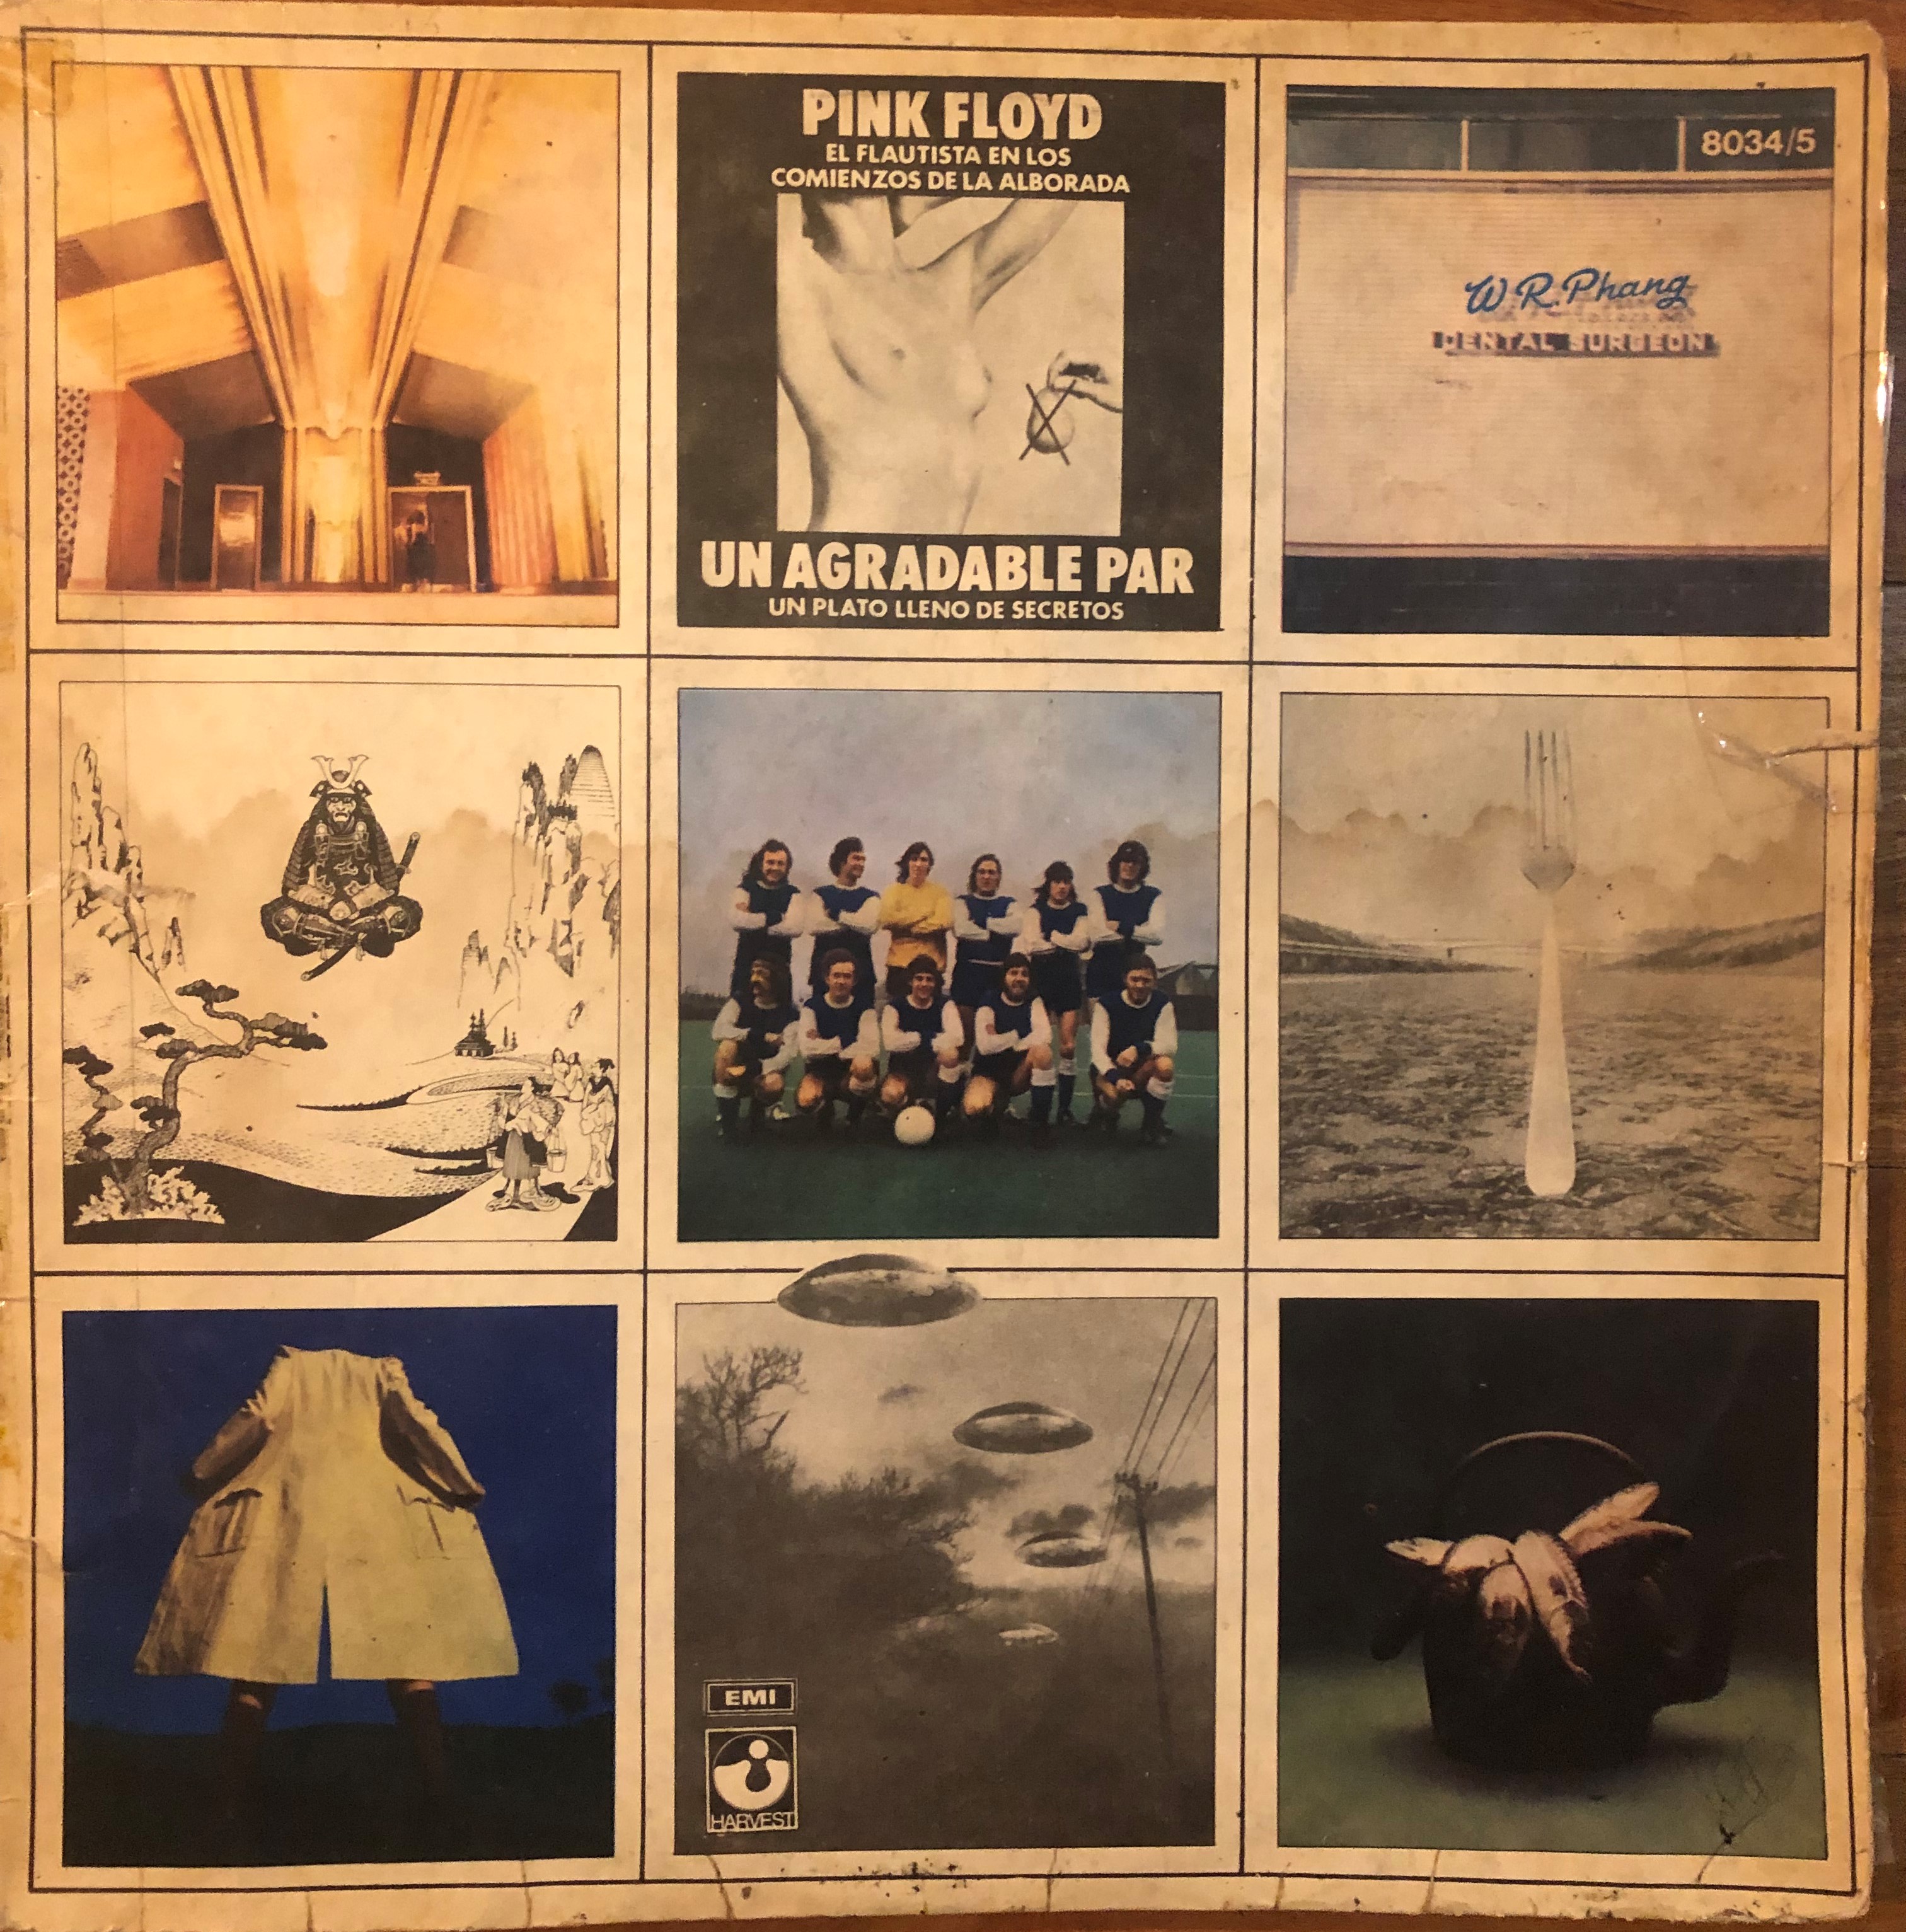 PINK FLOYD
EL FLAUTISTA EN LOS
COMIENZOS DE LA ALBORADA
UN AGRADABLE PAR
UN PLATO LLENO DE SECRETOS
8034/5
W.R. Phang
DENTAL SURGEON
EMI
HARVEST